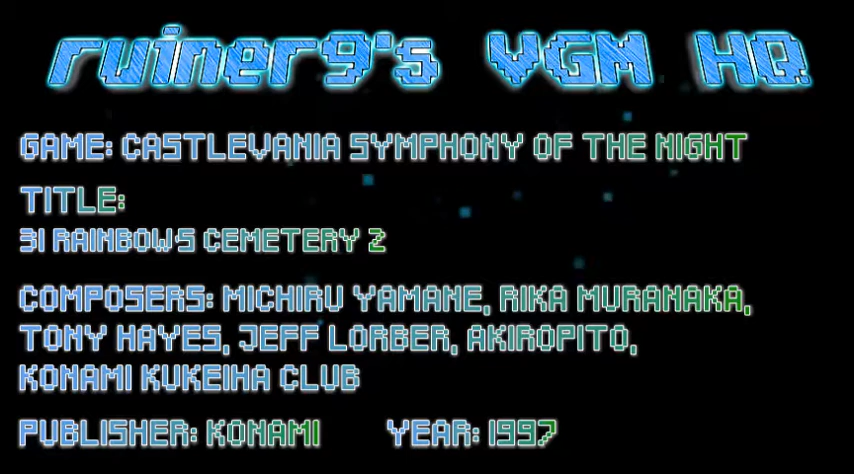 ruiner9's VGM HQ
GAME: CASTLEVANIA SYMPHONY OF THE NIGHT
TITLE:
31 RAINBOWS CEMETERY 2
COMPOSERS: MICHIRU YAMANE, RIKA MURANAKA,
TONY HAYES, JEFF LORBER, AKIROPITO,
KONAMI KUKEIHA CLUB
PUBLISHER: KONAMI YEAR: 1997